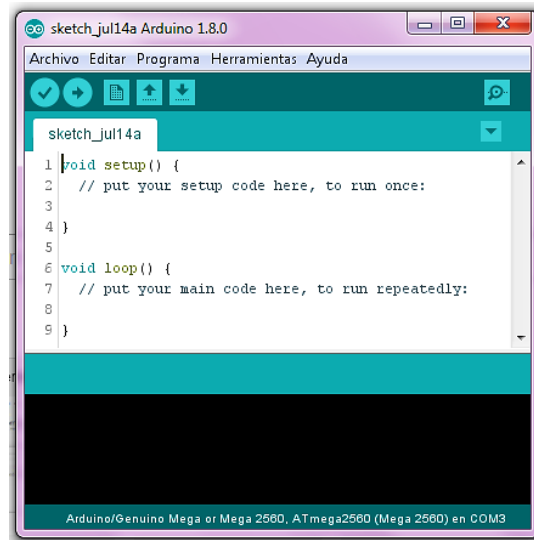 sketch_jul14a Arduino 1.8.0
Archivo Editar Programa Herramientas Ayuda
sketch_jul14a
1 void setup() {
2 // put your setup code here, to run once:
3
4 }
5
6 void loop() {
7 // put your main code here, to run repeatedly:
8
9 }
Arduino/Genuino Mega or Mega 2560, ATmega2560 (Mega 2560) en COM3